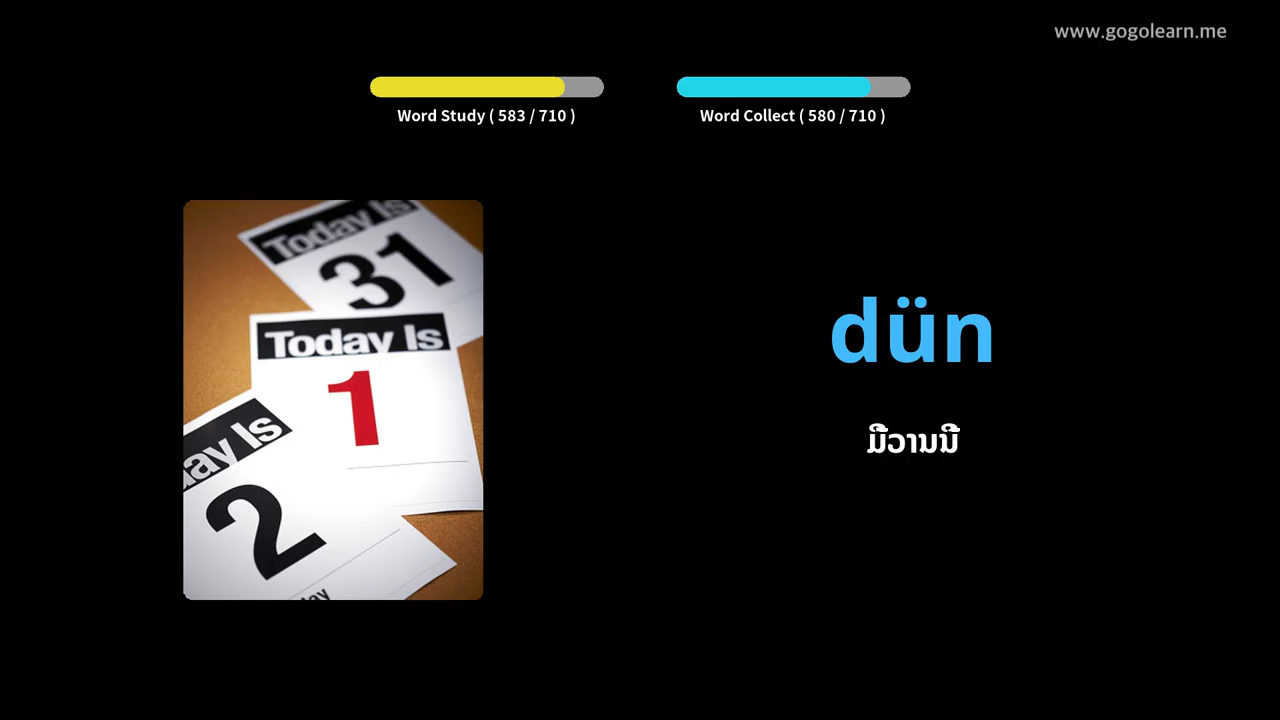 www.gogolearn.me
Word Study ( 583 / 710 )
Word Collect ( 580 / 710 )
Today Is
31
Today Is
1
dün
ມື້ວານນີ້
day Is
2